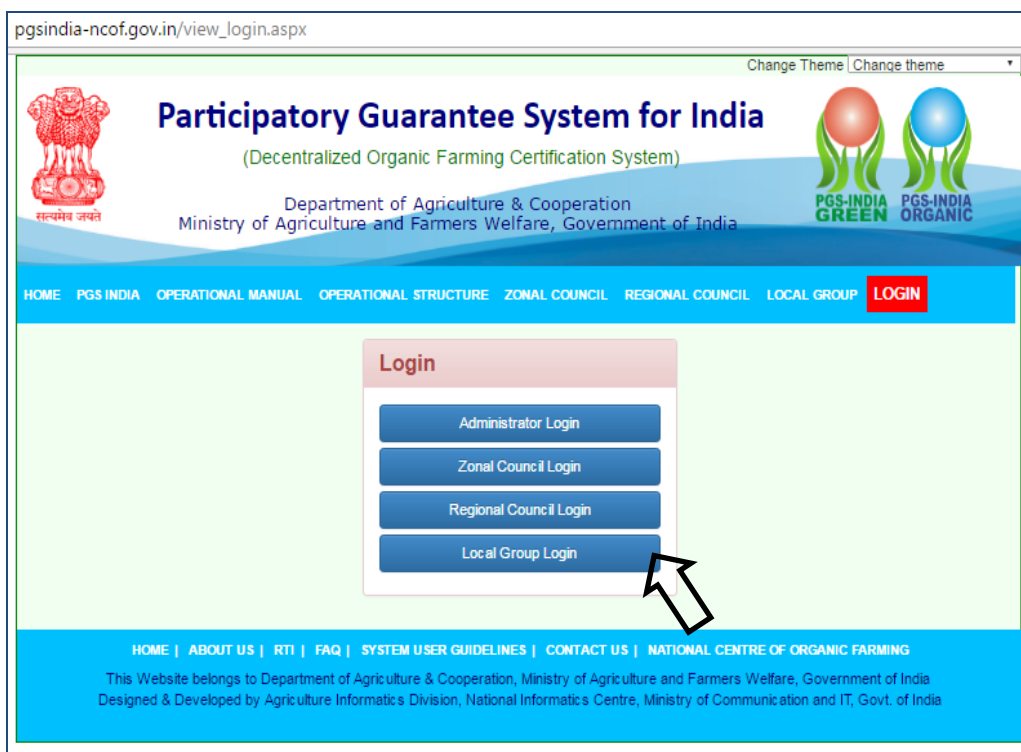 pgsindia-ncof.gov.in/view_login.aspx
Change Theme Change theme
Participatory Guarantee System for India
(Decentralized Organic Farming Certification System)
Department of Agriculture & Cooperation
Ministry of Agriculture and Farmers Welfare, Government of India
सत्यमेव जयते
PGS-INDIA GREEN
PGS-INDIA ORGANIC
HOME PGS INDIA OPERATIONAL MANUAL OPERATIONAL STRUCTURE ZONAL COUNCIL REGIONAL COUNCIL LOCAL GROUP LOGIN
Login
Administrator Login
Zonal Council Login
Regional Council Login
Local Group Login
HOME | ABOUT US | RTI | FAQ | SYSTEM USER GUIDELINES | CONTACT US | NATIONAL CENTRE OF ORGANIC FARMING
This Website belongs to Department of Agriculture & Cooperation, Ministry of Agriculture and Farmers Welfare, Government of India
Designed & Developed by Agriculture Informatics Division, National Informatics Centre, Ministry of Communication and IT, Govt. of India